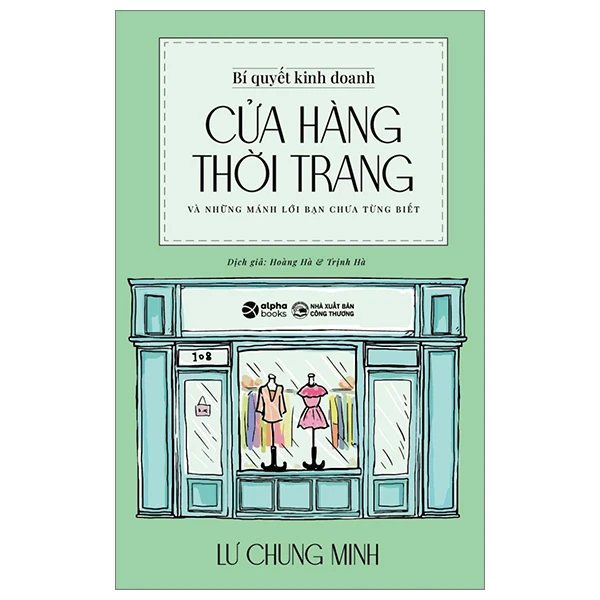 Bí quyết kinh doanh
CỬA HÀNG
THỜI TRANG
VÀ NHỮNG MÁNH LỚI BẠN CHƯA TỪNG BIẾT
Dịch giả: Hoàng Hà & Trịnh Hà
alpha books
NHÀ XUẤT BẢN CÔNG THƯƠNG
108
LƯ CHUNG MINH